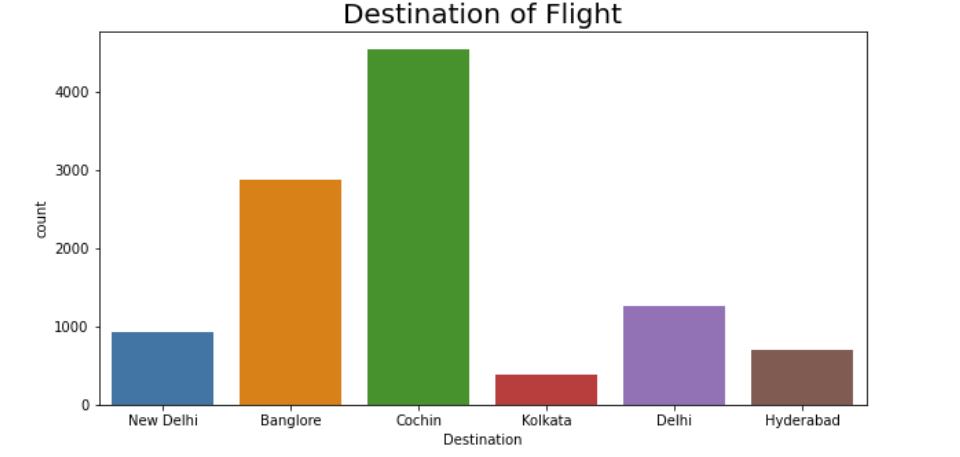 Destination of Flight
count
4000
3000
2000
1000
0
New Delhi Banglore Cochin Kolkata Delhi Hyderabad
Destination